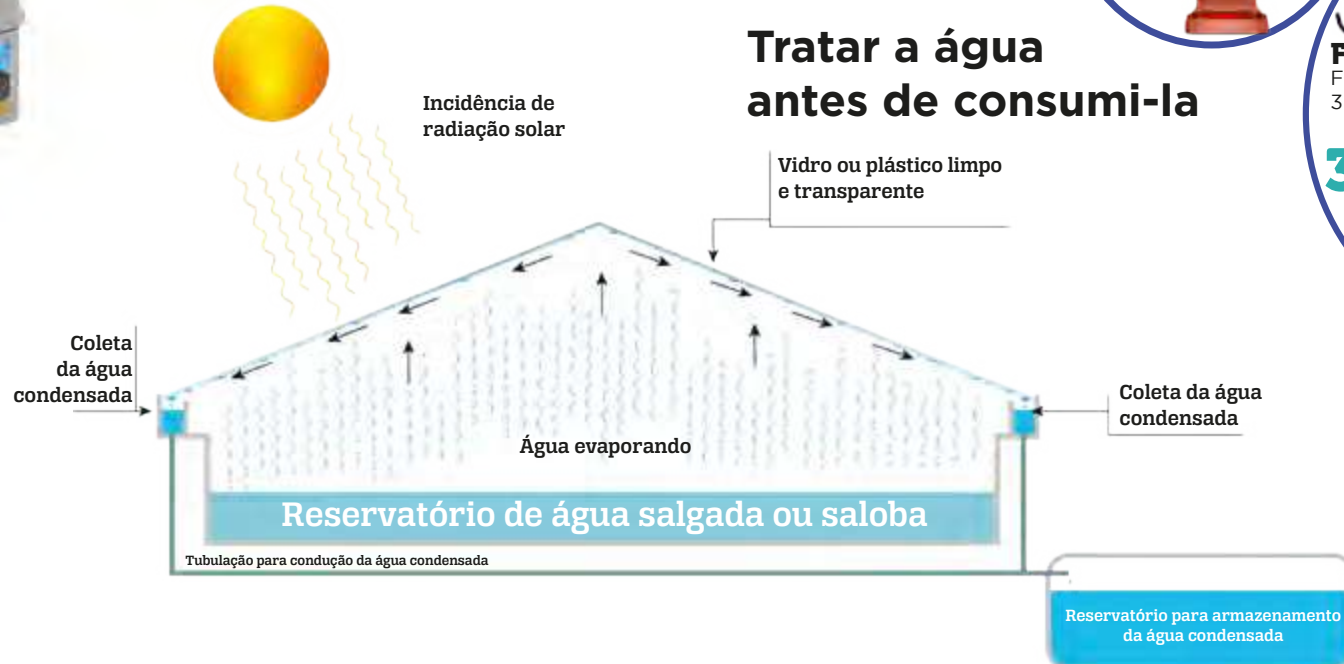 Tratar a água
antes de consumi-la
Incidência de
radiação solar
Vidro ou plástico limpo
e transparente
Coleta
da água
condensada
Coleta da água
condensada
Água evaporando
Reservatório de água salgada ou saloba
Tubulação para condução da água condensada
Reservatório para armazenamento
da água condensada